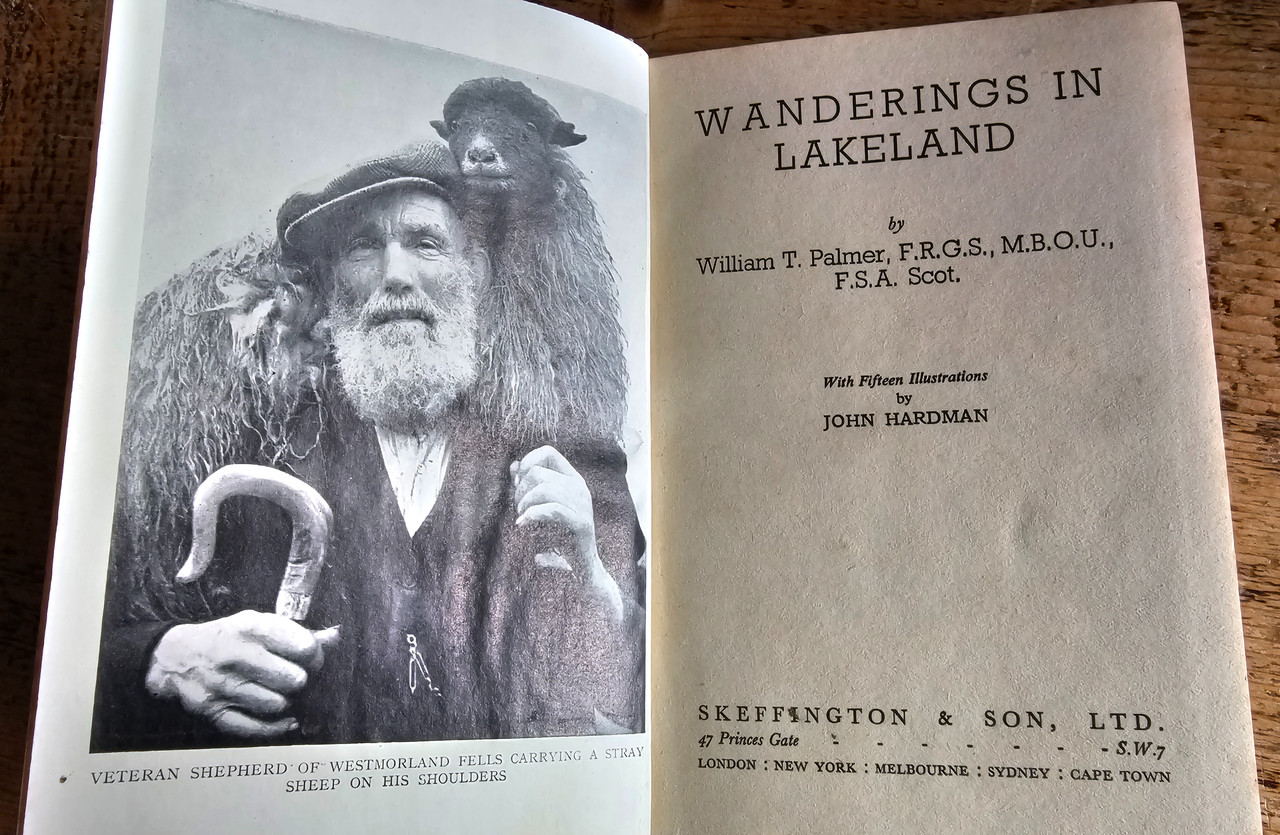 VETERAN SHEPHERD OF WESTMORLAND FELLS CARRYING A STRAY
SHEEP ON HIS SHOULDERS
WANDERINGS IN
LAKELAND
by
William T. Palmer, F.R.G.S., M.B.O.U.,
F.S.A. Scot.
With Fifteen Illustrations
by
JOHN HARDMAN
SKEFFINGTON & SON, LTD.
47 Princes Gate - - - - - - - S.W.7
LONDON : NEW YORK : MELBOURNE : SYDNEY : CAPE TOWN